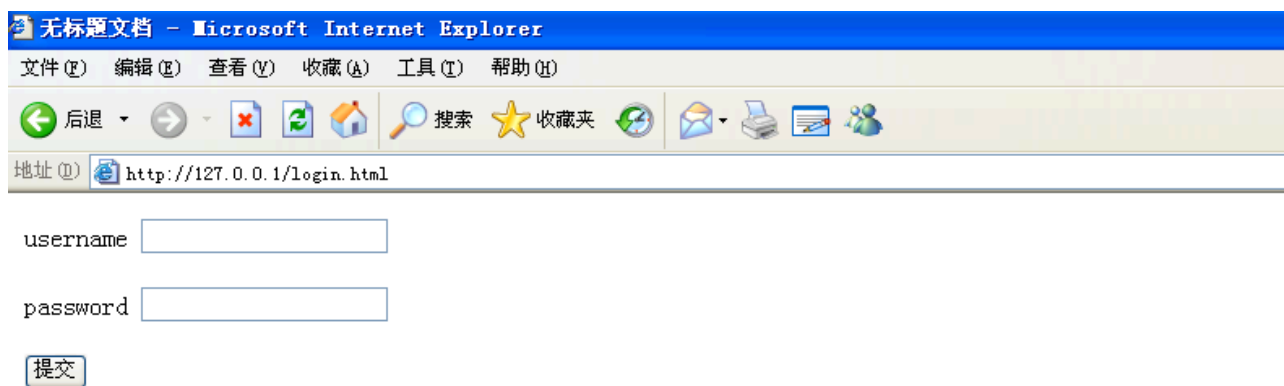 无标题文档 - Microsoft Internet Explorer
文件(F) 编辑(E) 查看(V) 收藏(A) 工具(T) 帮助(H)
后退 搜索 收藏夹
地址(D) http://127.0.0.1/login.html
username
password
提交